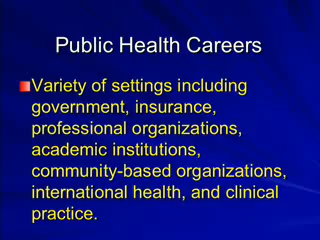 Public Health Careers
Variety of settings including
government, insurance,
professional organizations,
academic institutions,
community-based organizations,
international health, and clinical
practice.